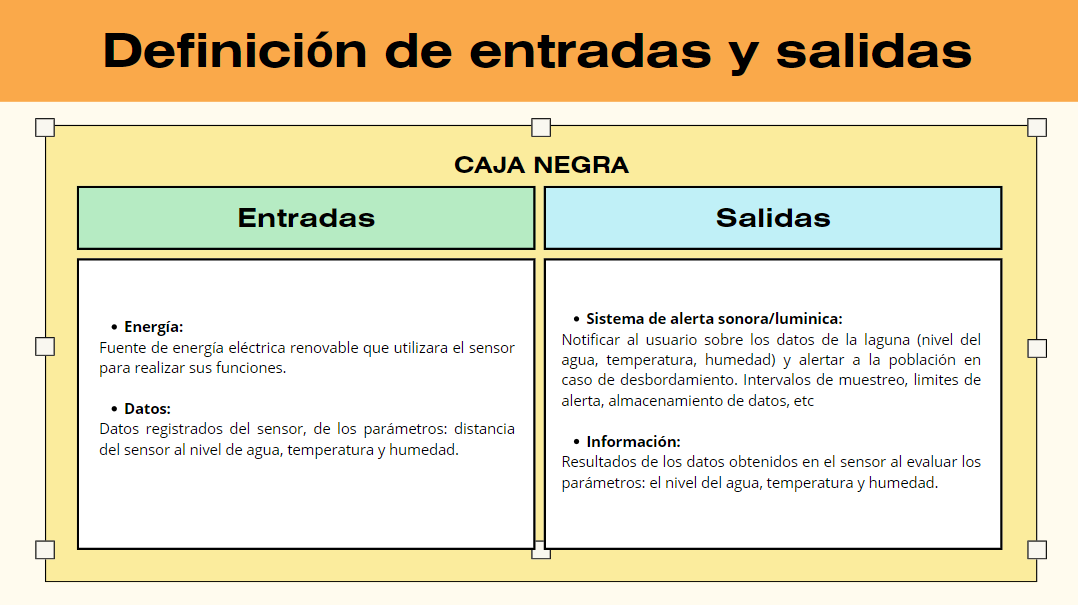 Definición de entradas y salidas
CAJA NEGRA
Entradas
Salidas
• Energía:
Fuente de energía eléctrica renovable que utilizara el sensor
para realizar sus funciones.
• Datos:
Datos registrados del sensor, de los parámetros: distancia
del sensor al nivel de agua, temperatura y humedad.
• Sistema de alerta sonora/luminica:
Notificar al usuario sobre los datos de la laguna (nivel del
agua, temperatura, humedad) y alertar a la población en
caso de desbordamiento. Intervalos de muestreo, limites de
alerta, almacenamiento de datos, etc
• Información:
Resultados de los datos obtenidos en el sensor al evaluar los
parámetros: el nivel del agua, temperatura y humedad.